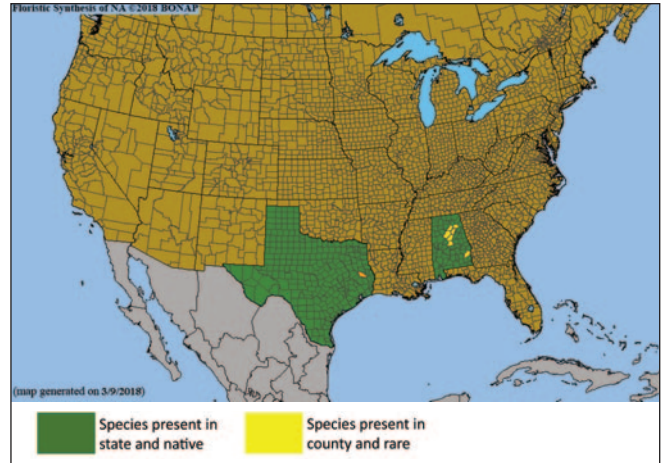 Floristic Synthesis of NA ©2018 BONAP
(map generated on 3/9/2018)
Species present in
state and native
Species present in
county and rare